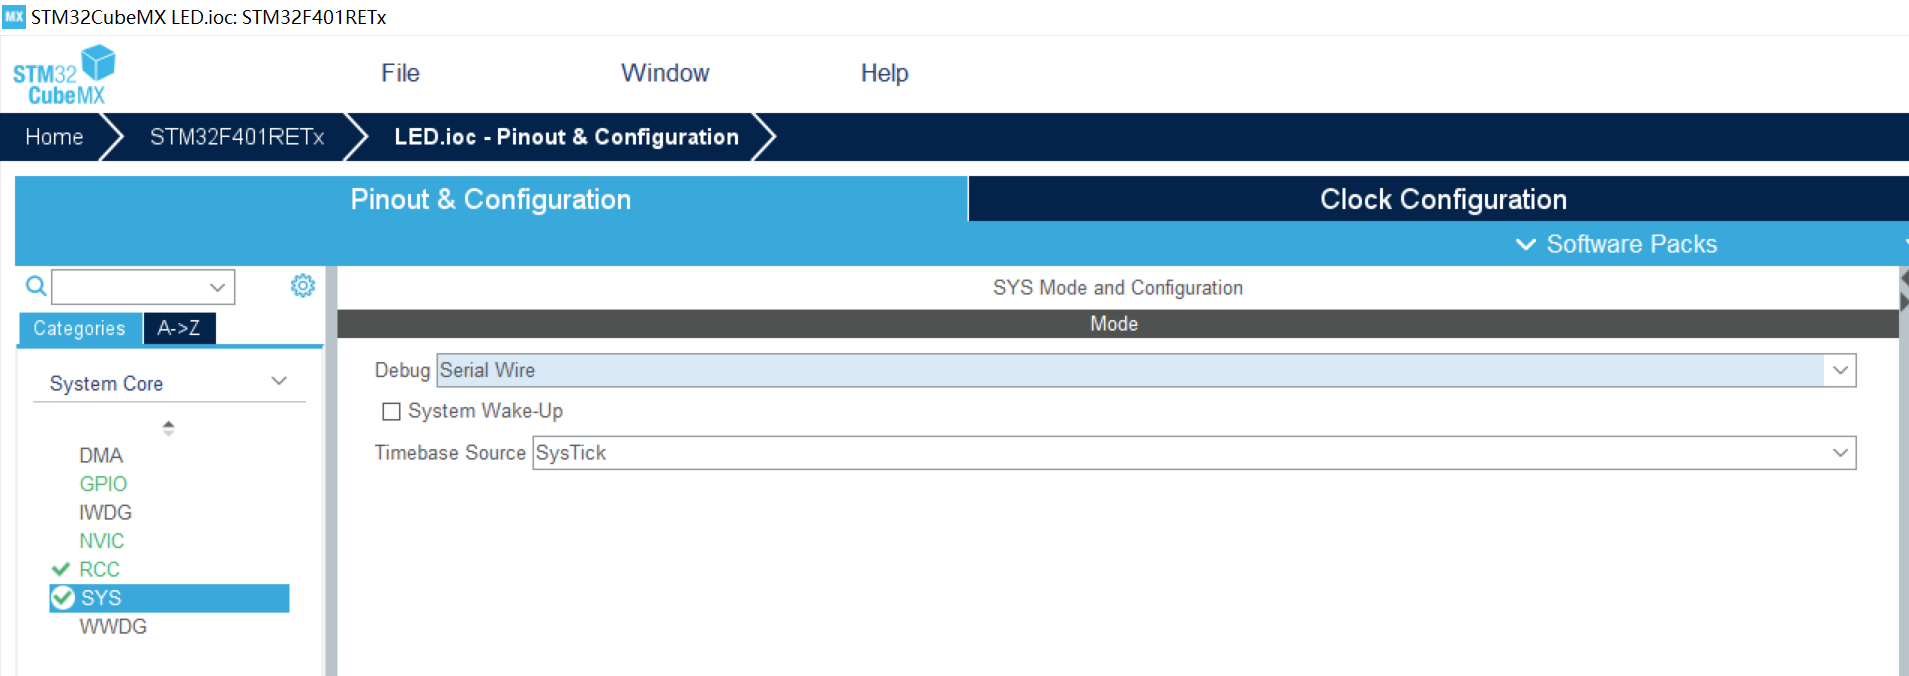 MX STM32CubeMX LED.ioc: STM32F401RETx
STM32
CubeMX
File Window Help
Home STM32F401RETx LED.ioc - Pinout & Configuration
Pinout & Configuration Clock Configuration
Software Packs
SYS Mode and Configuration
Categories A->Z
Mode
Debug Serial Wire
System Core
System Wake-Up
Timebase Source SysTick
DMA
GPIO
IWDG
NVIC
RCC
SYS
WWDG